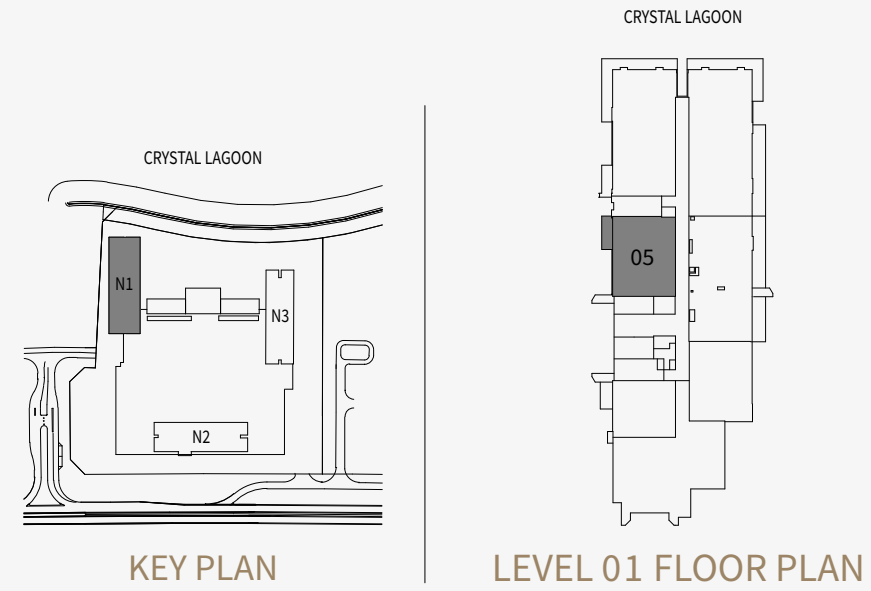 CRYSTAL LAGOON
N1
N3
N2
KEY PLAN
CRYSTAL LAGOON
05
LEVEL 01 FLOOR PLAN